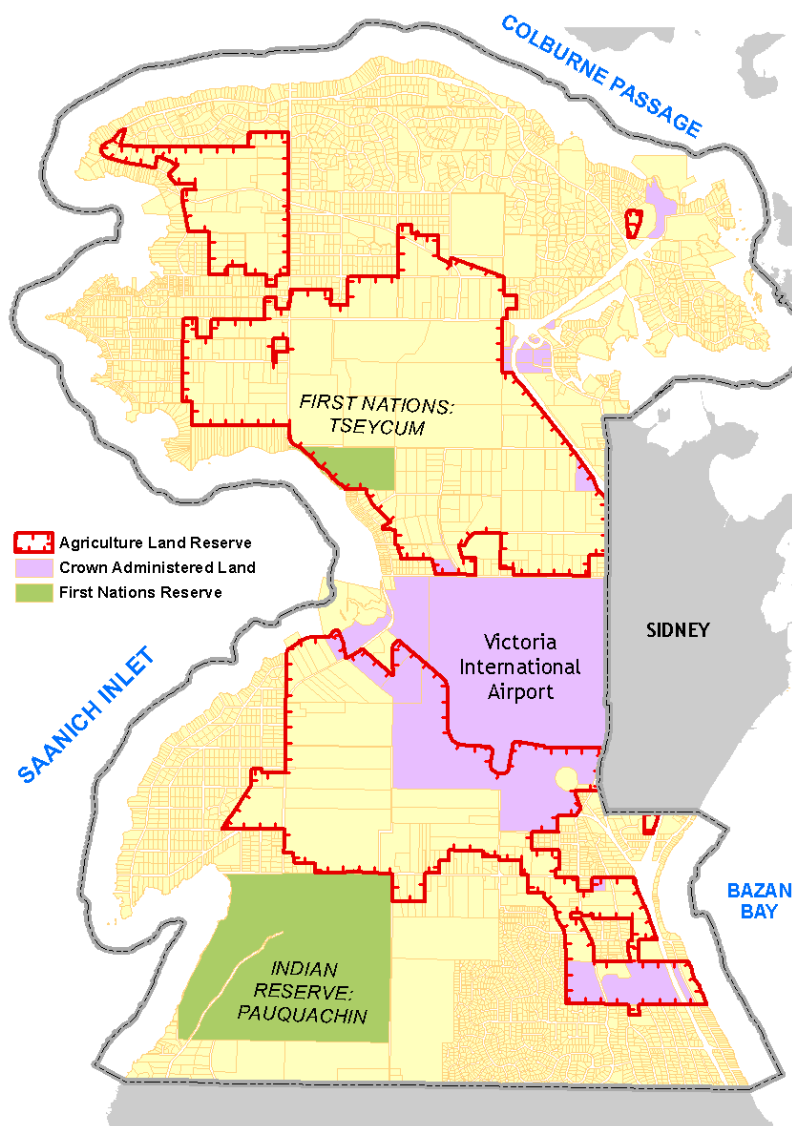 COLBURNE PASSAGE
FIRST NATIONS:
TSEYCUM
Agriculture Land Reserve
Crown Administered Land
First Nations Reserve
Victoria
International
Airport
SIDNEY
SAANICH INLET
BAZAN
BAY
INDIAN
RESERVE:
PAUQUACHIN